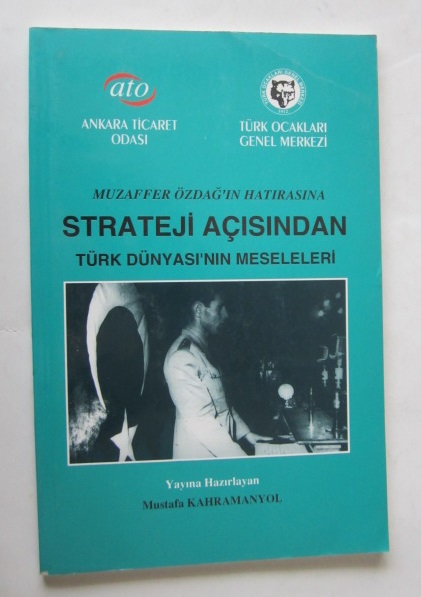 ato
ANKARA TİCARET
ODASI
TÜRK OCAKLARI
GENEL MERKEZİ
MUZAFFER ÖZDAĞ'IN HATIRASINA
STRATEJİ AÇISINDAN
TÜRK DÜNYASI'NIN MESELELERİ
Yayına Hazırlayan
Mustafa KAHRAMANYOL